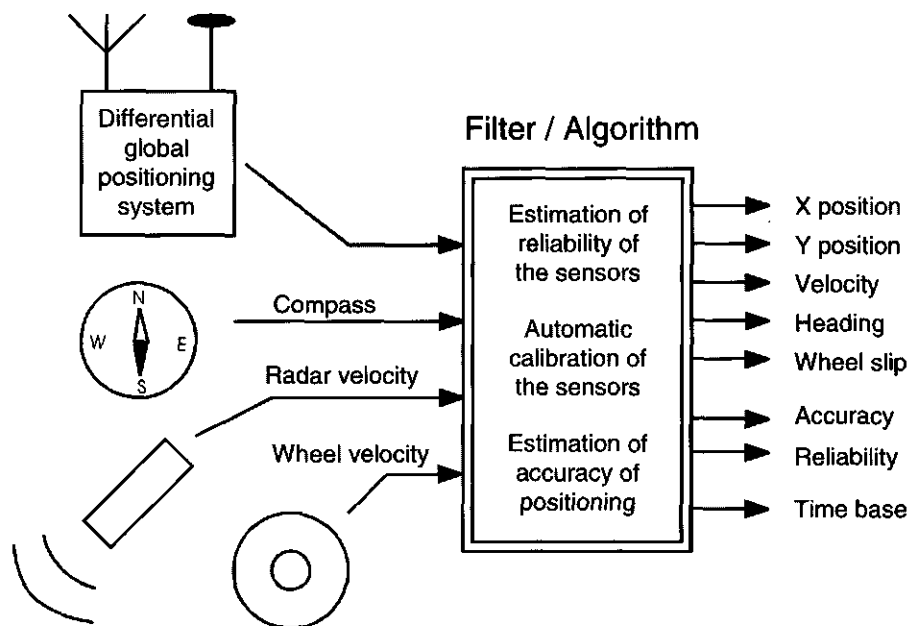 Differential
global
positioning
system
Filter / Algorithm
Estimation of
reliability of
the sensors
Automatic
calibration of
the sensors
Estimation of
accuracy of
positioning
N
W E
S
Compass
Radar velocity
Wheel velocity
X position
Y position
Velocity
Heading
Wheel slip
Accuracy
Reliability
Time base